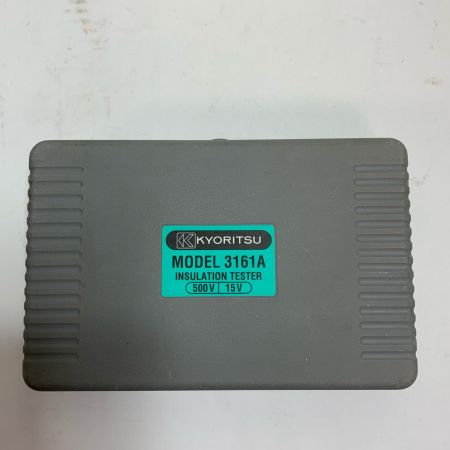 KYORITSU
MODEL 3161A
INSULATION TESTER
500V 15V